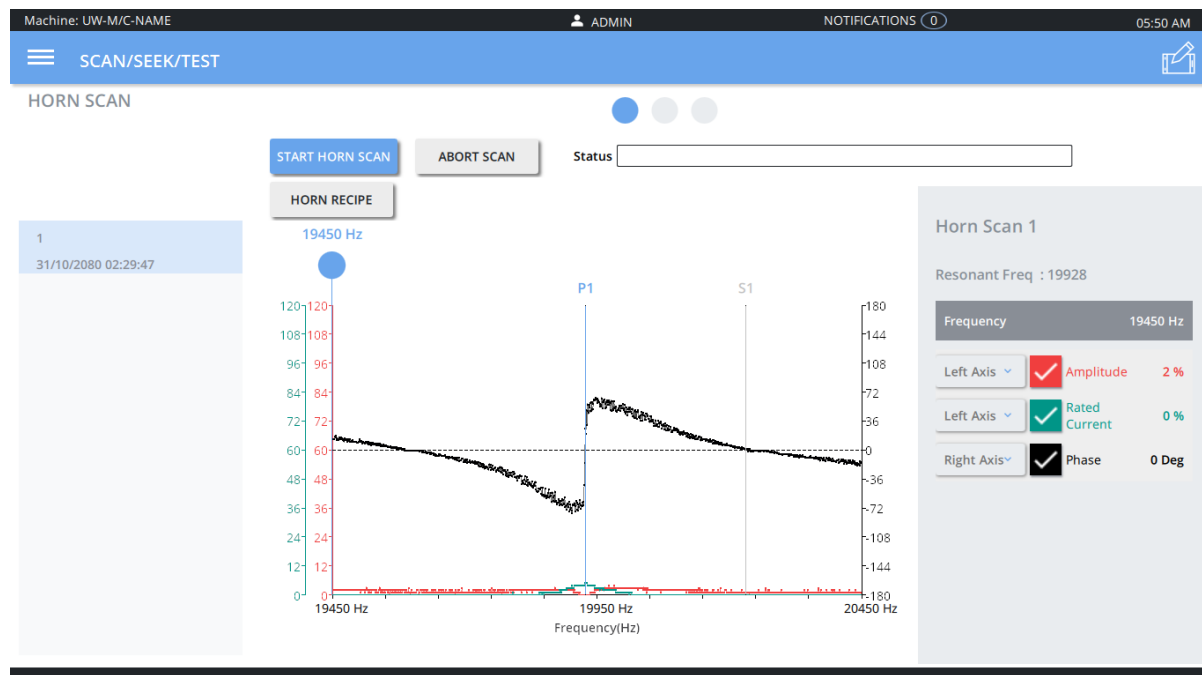 Machine: UW-M/C-NAME ADMIN NOTIFICATIONS 0 05:50 AM
SCAN/SEEK/TEST
HORN SCAN
START HORN SCAN ABORT SCAN Status
HORN RECIPE
1
31/10/2080 02:29:47
19450 Hz
P1 S1
120 120 180
108 108 144
96 96 108
84 84 72
72 72 36
60 60 0
48 48 -36
36 36 -72
24 24 -108
12 12 -144
0 0 -180
19450 Hz 19950 Hz 20450 Hz
Frequency(Hz)
Horn Scan 1
Resonant Freq : 19928
Frequency 19450 Hz
Left Axis Amplitude 2 %
Left Axis Rated Current 0 %
Right Axis Phase 0 Deg